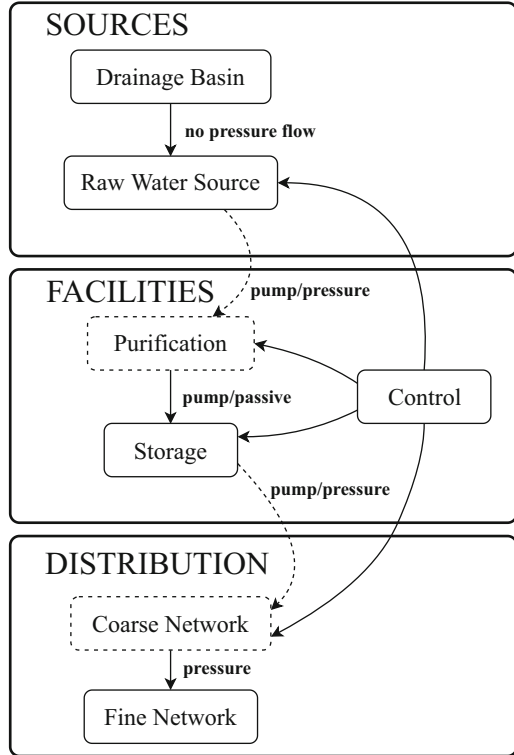 SOURCES
Drainage Basin
no pressure flow
Raw Water Source
FACILITIES
pump/pressure
Purification
pump/passive
Control
Storage
pump/pressure
DISTRIBUTION
Coarse Network
pressure
Fine Network